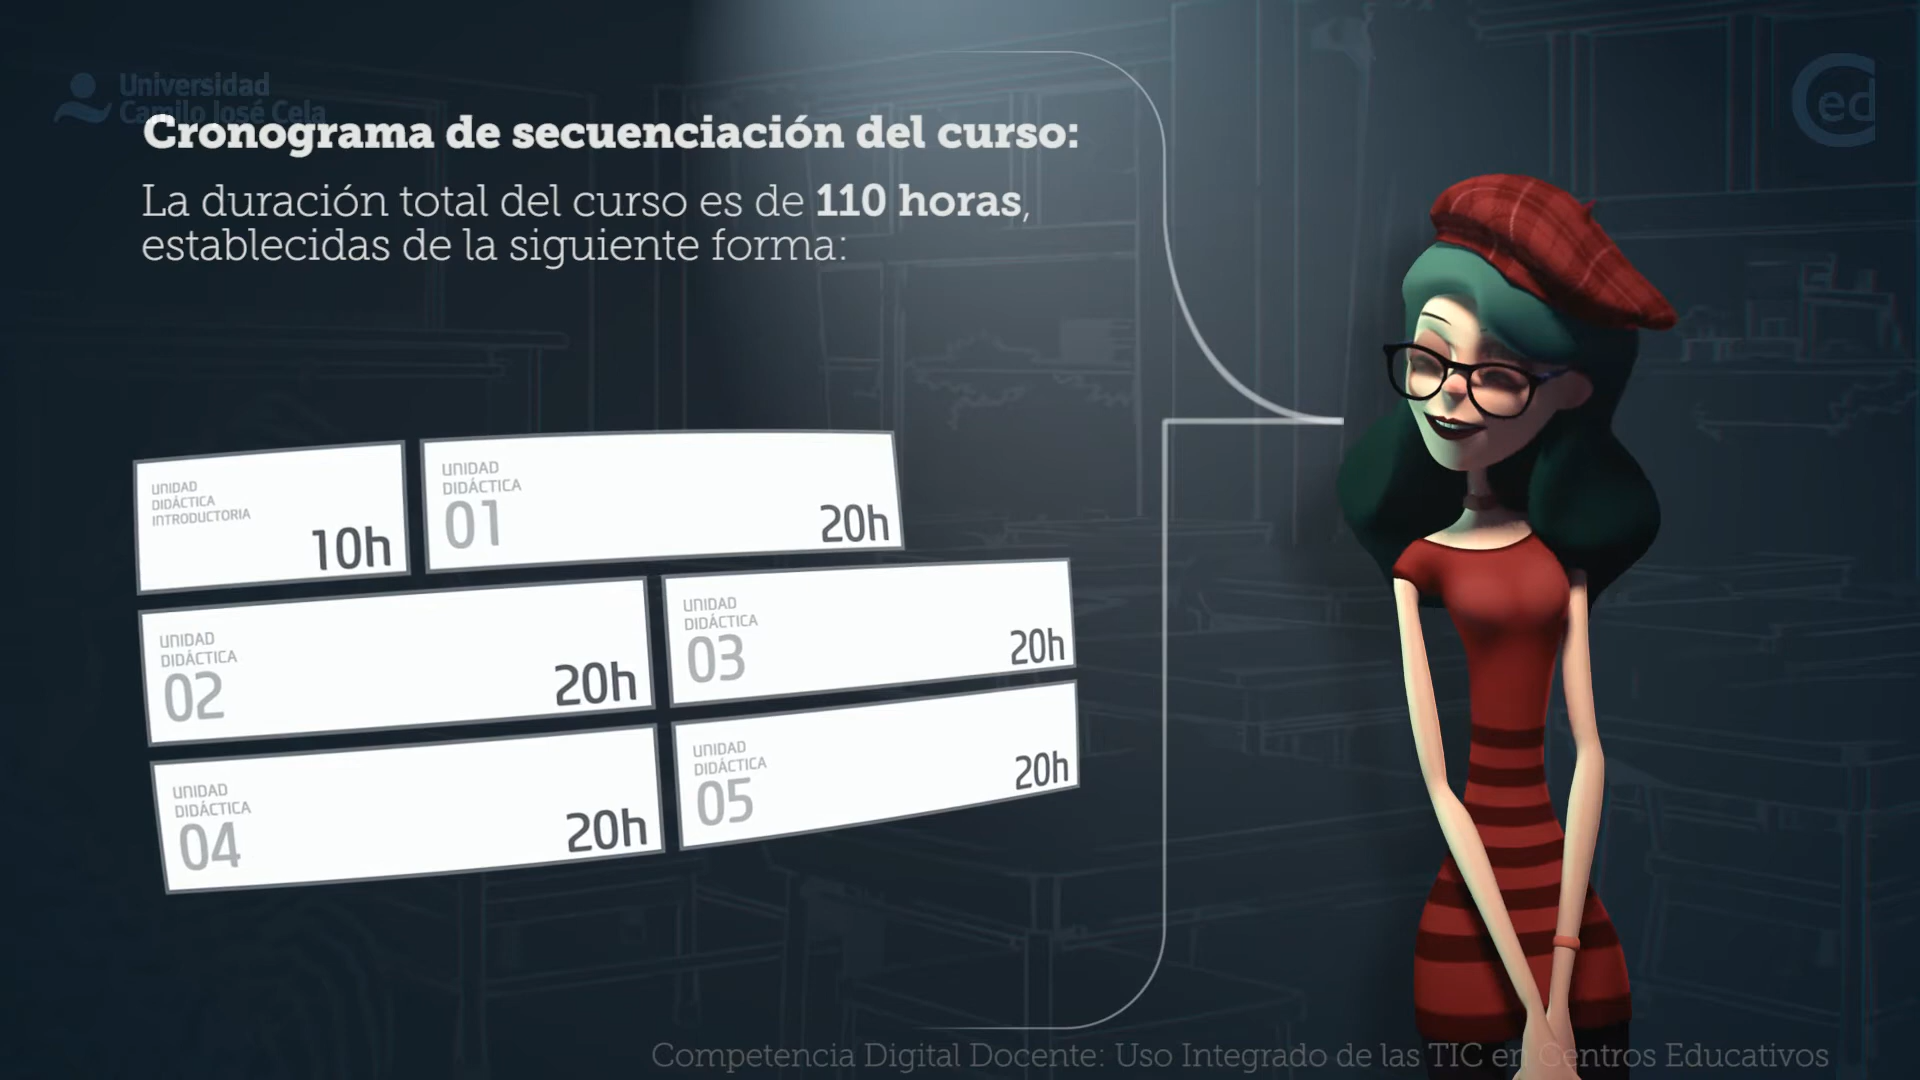 Universidad
Camilo José Cela
Ced
Cronograma de secuenciación del curso:
La duración total del curso es de 110 horas,
establecidas de la siguiente forma:
UNIDAD
DIDÁCTICA
INTRODUCTORIA
10h
UNIDAD
DIDÁCTICA
01
20h
UNIDAD
DIDÁCTICA
02
20h
UNIDAD
DIDÁCTICA
03
20h
UNIDAD
DIDÁCTICA
04
20h
UNIDAD
DIDÁCTICA
05
20h
Competencia Digital Docente: Uso Integrado de las TIC en Centros Educativos